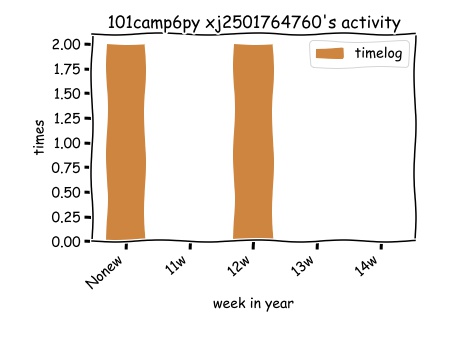 101camp6py xj2501764760's activity
timelog
times
2.00
1.75
1.50
1.25
1.00
0.75
0.50
0.25
0.00
Nonew
11w
12w
13w
14w
week in year